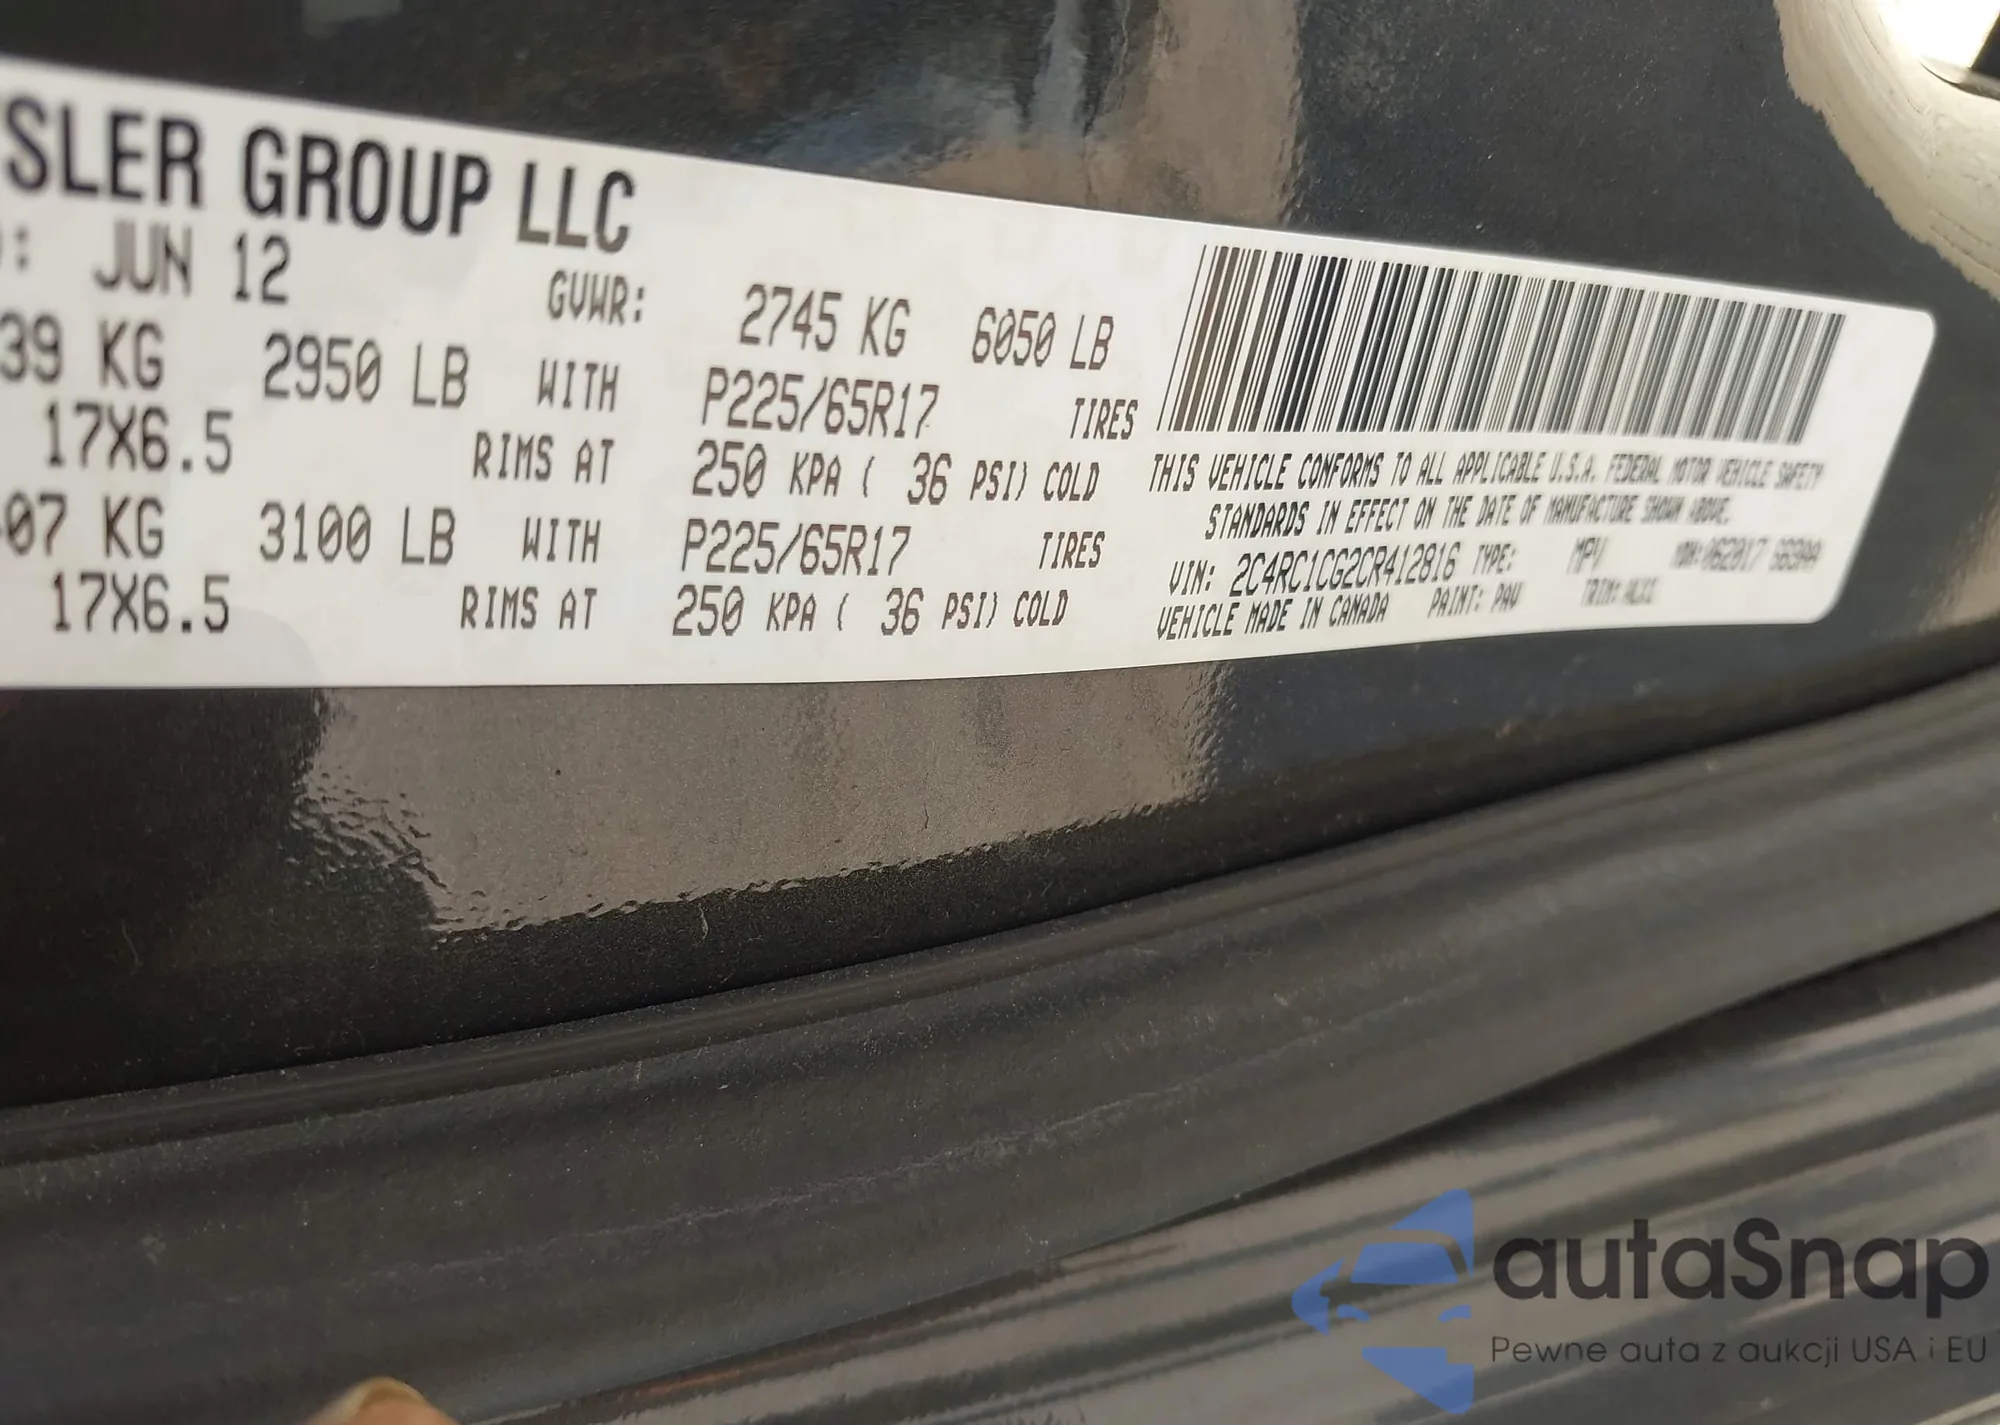 SLER GROUP LLC
: JUN 12 GVWR: 2745 KG 6050 LB
39 KG 2950 LB WITH P225/65R17 TIRES
17X6.5 RIMS AT 250 KPA ( 36 PSI) COLD
07 KG 3100 LB WITH P225/65R17 TIRES
17X6.5 RIMS AT 250 KPA ( 36 PSI) COLD
THIS VEHICLE CONFORMS TO ALL APPLICABLE U.S.A. FEDERAL MOTOR VEHICLE SAFETY
STANDARDS IN EFFECT ON THE DATE OF MANUFACTURE SHOWN ABOVE.
VIN: 2C4RC1CG2CR412816 TYPE: MPV MDH: 062017
VEHICLE MADE IN CANADA PAINT: PAV TRIM:
autaSnap
Pewne auta z aukcji USA i EU